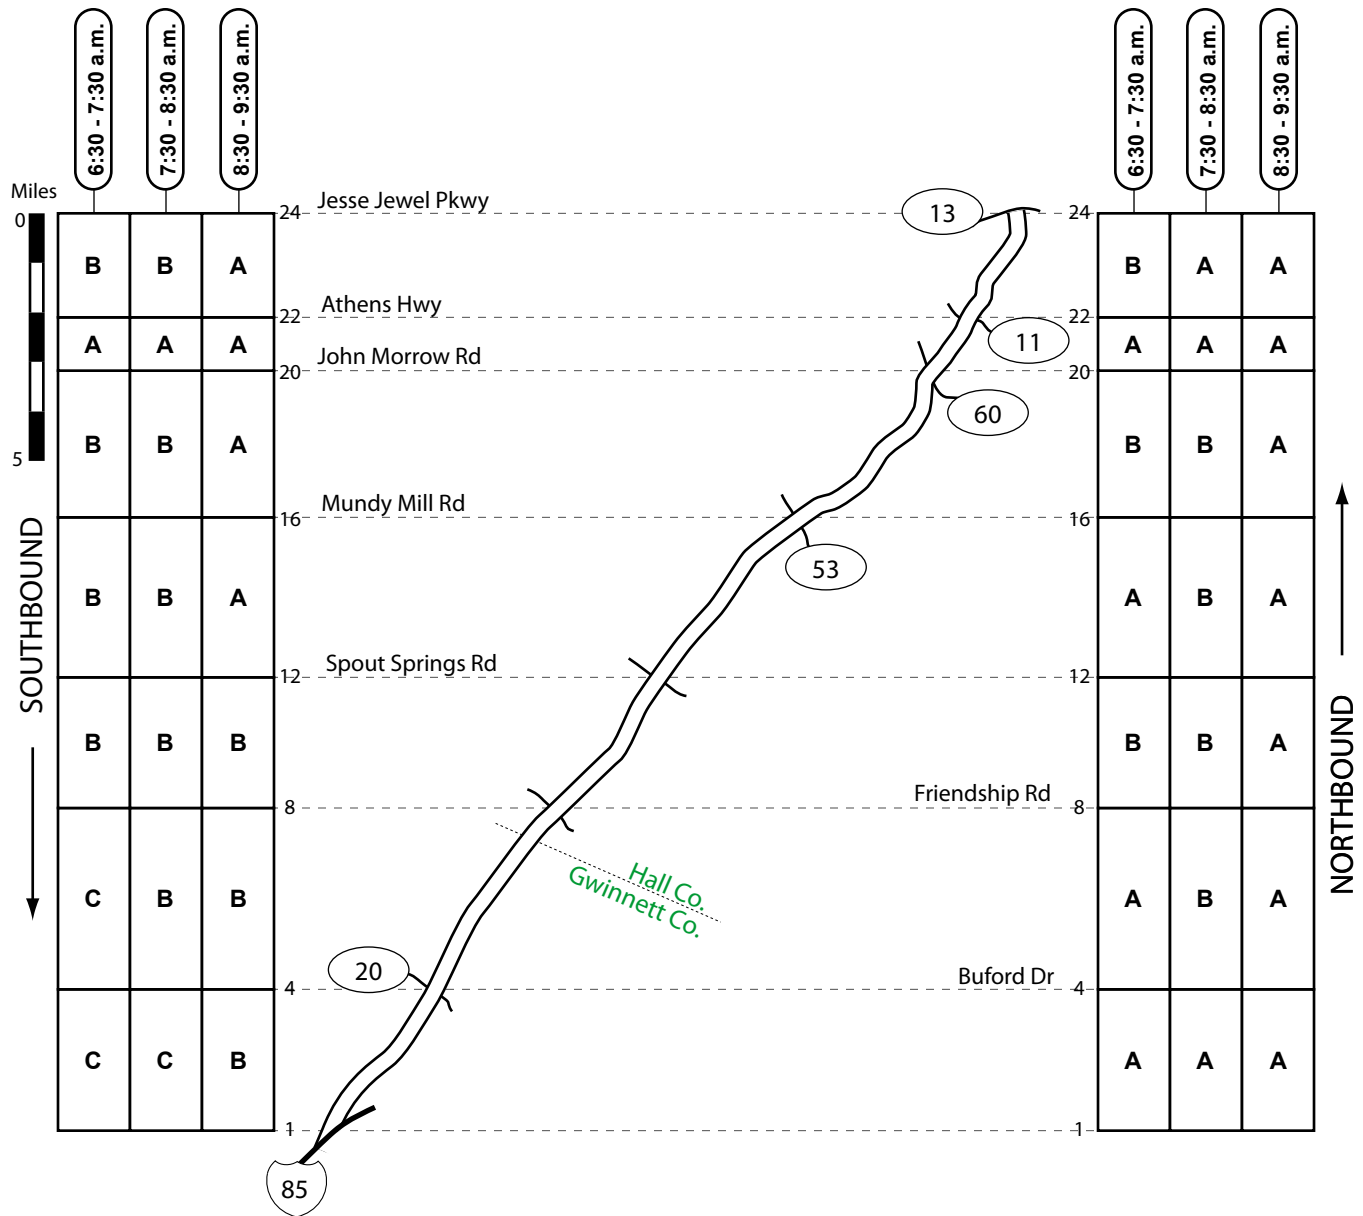 6:30 - 7:30 a.m.
7:30 - 8:30 a.m.
8:30 - 9:30 a.m.
6:30 - 7:30 a.m.
7:30 - 8:30 a.m.
8:30 - 9:30 a.m.
Miles
0
5
SOUTHBOUND
NORTHBOUND
24 Jesse Jewel Pkwy 13 24
B B A
B A A
22 Athens Hwy 11 22
A A A
A A A
20 John Morrow Rd 60 20
B B A
B B A
16 Mundy Mill Rd 53 16
B B A
A B A
12 Spout Springs Rd 12
B B B
B B A
8 Friendship Rd 8
Hall Co.
Gwinnett Co.
C B B
A B A
4 20 Buford Dr 4
C C B
A A A
1 1
85